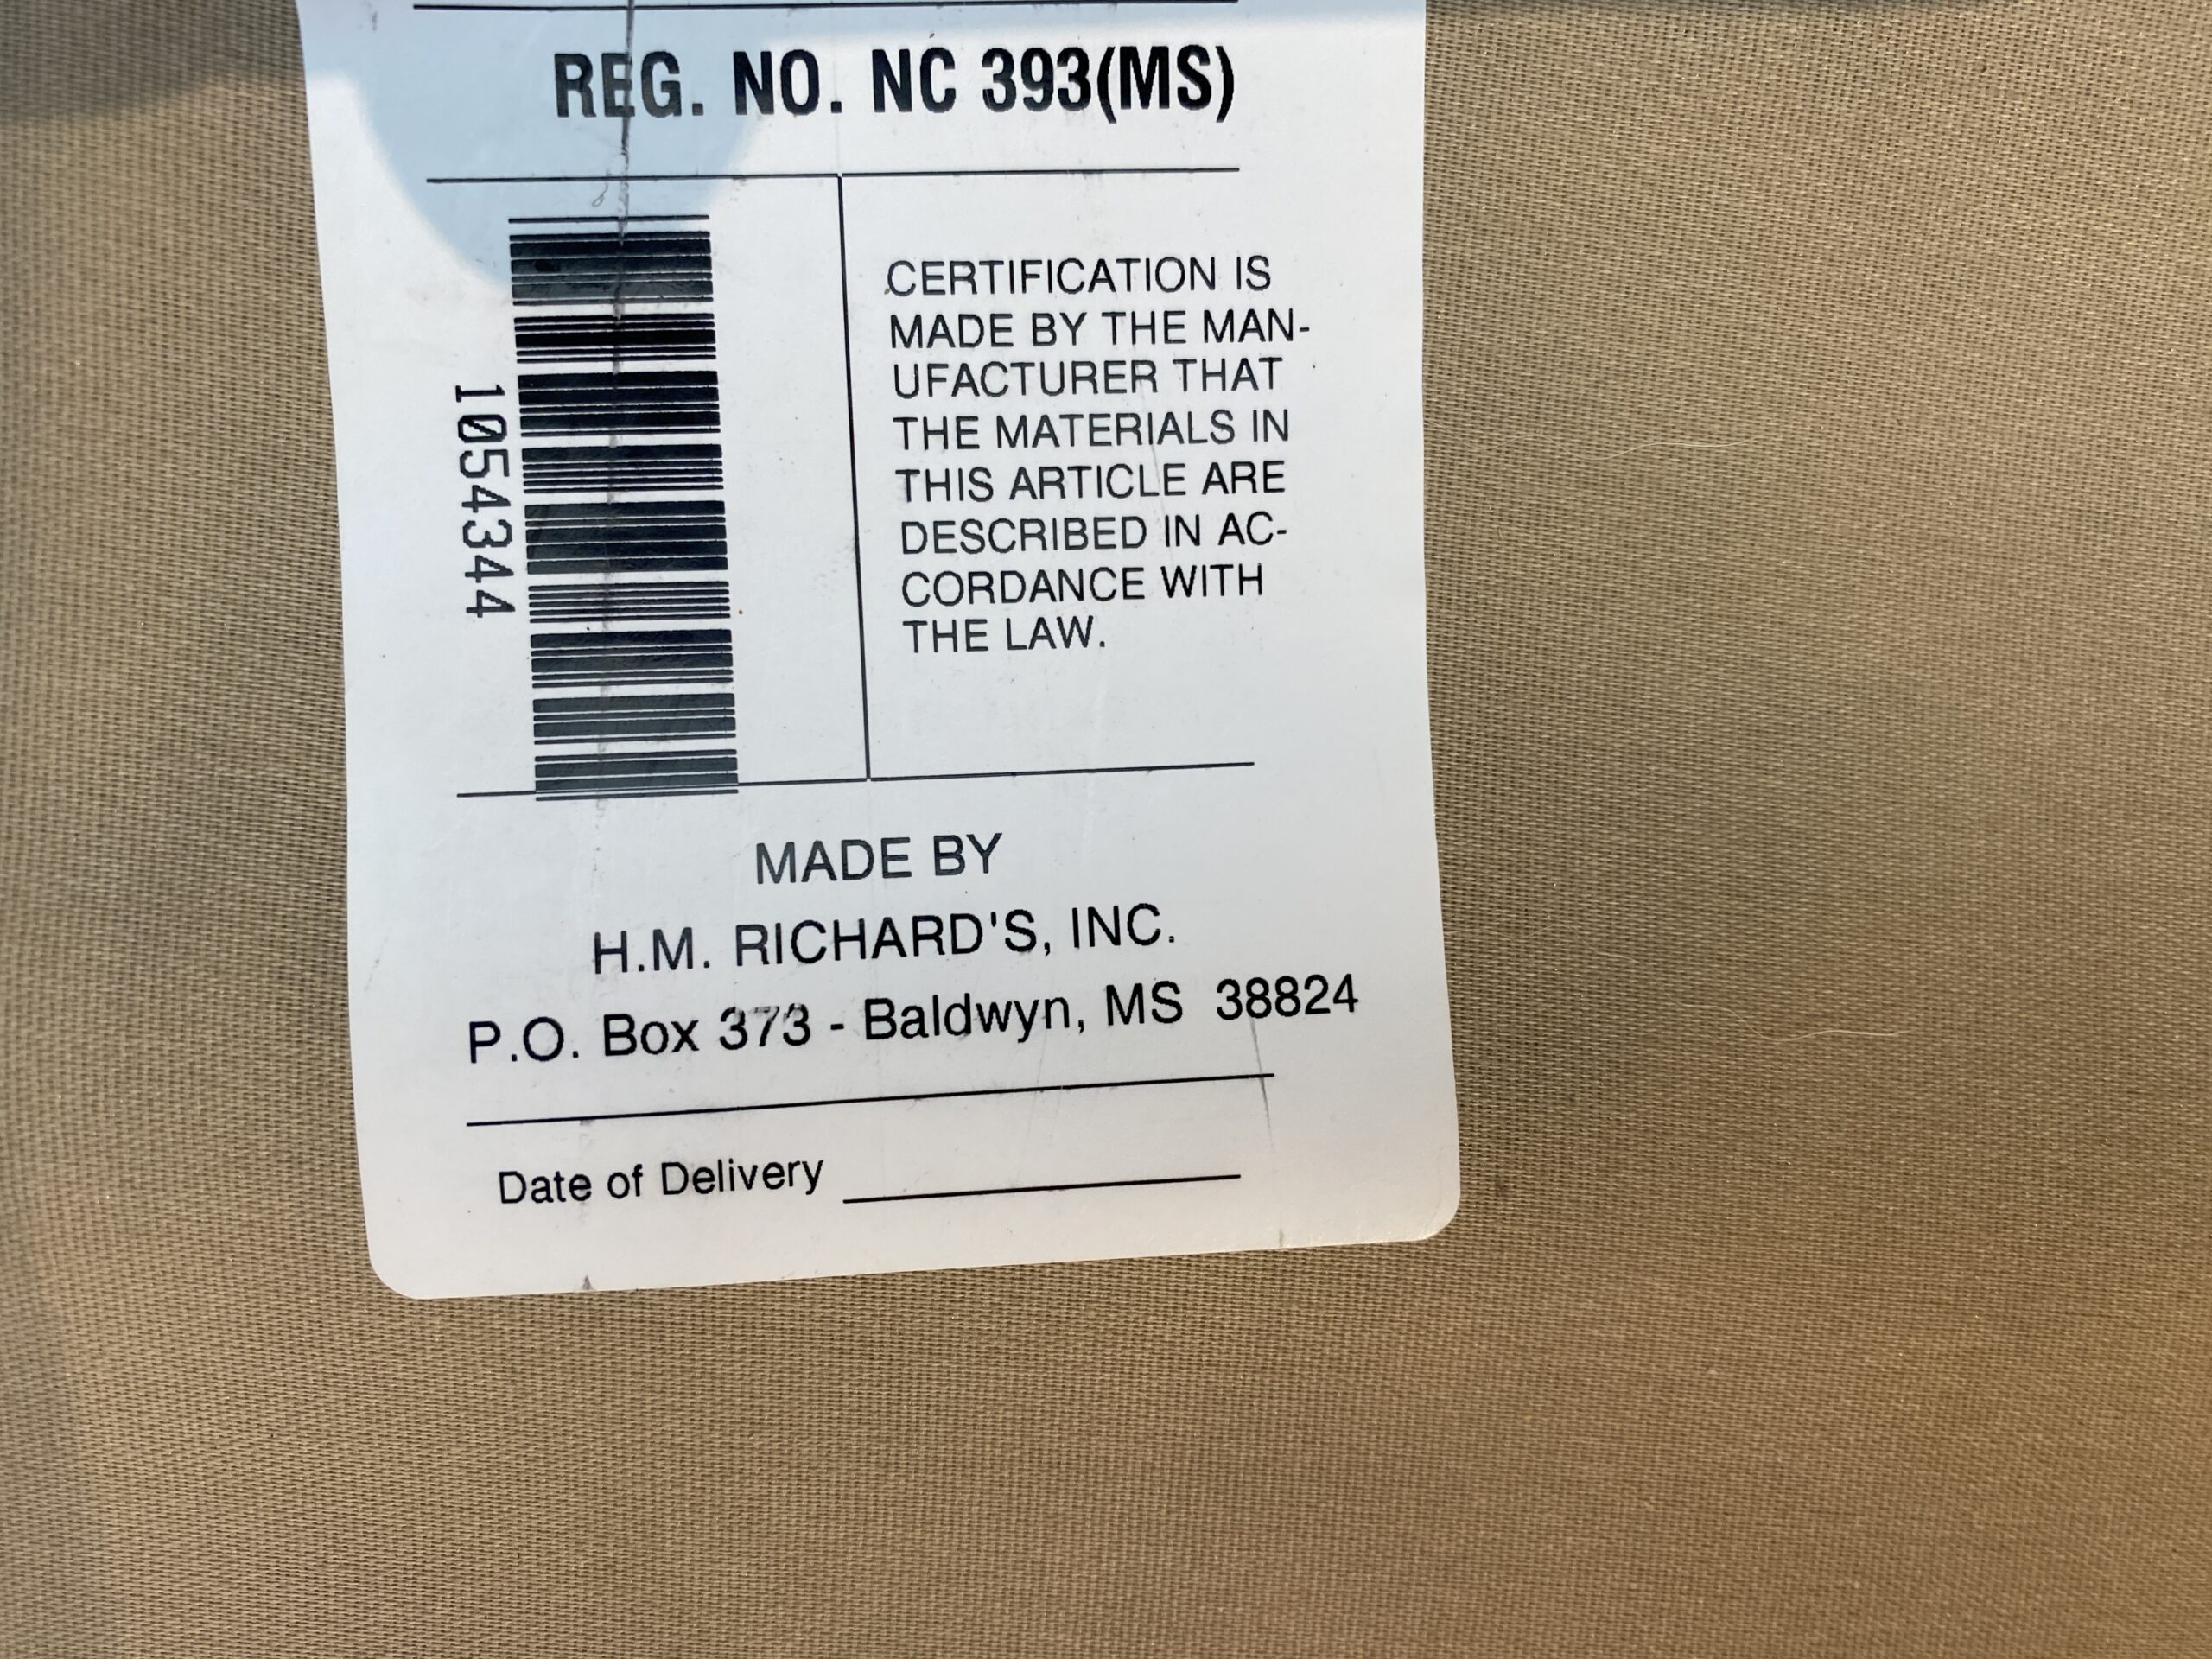 REG. NO. NC 393(MS)
1054344
CERTIFICATION IS
MADE BY THE MAN-
UFACTURER THAT
THE MATERIALS IN
THIS ARTICLE ARE
DESCRIBED IN AC-
CORDANCE WITH
THE LAW.
MADE BY
H.M. RICHARD'S, INC.
P.O. Box 373 - Baldwyn, MS 38824
Date of Delivery